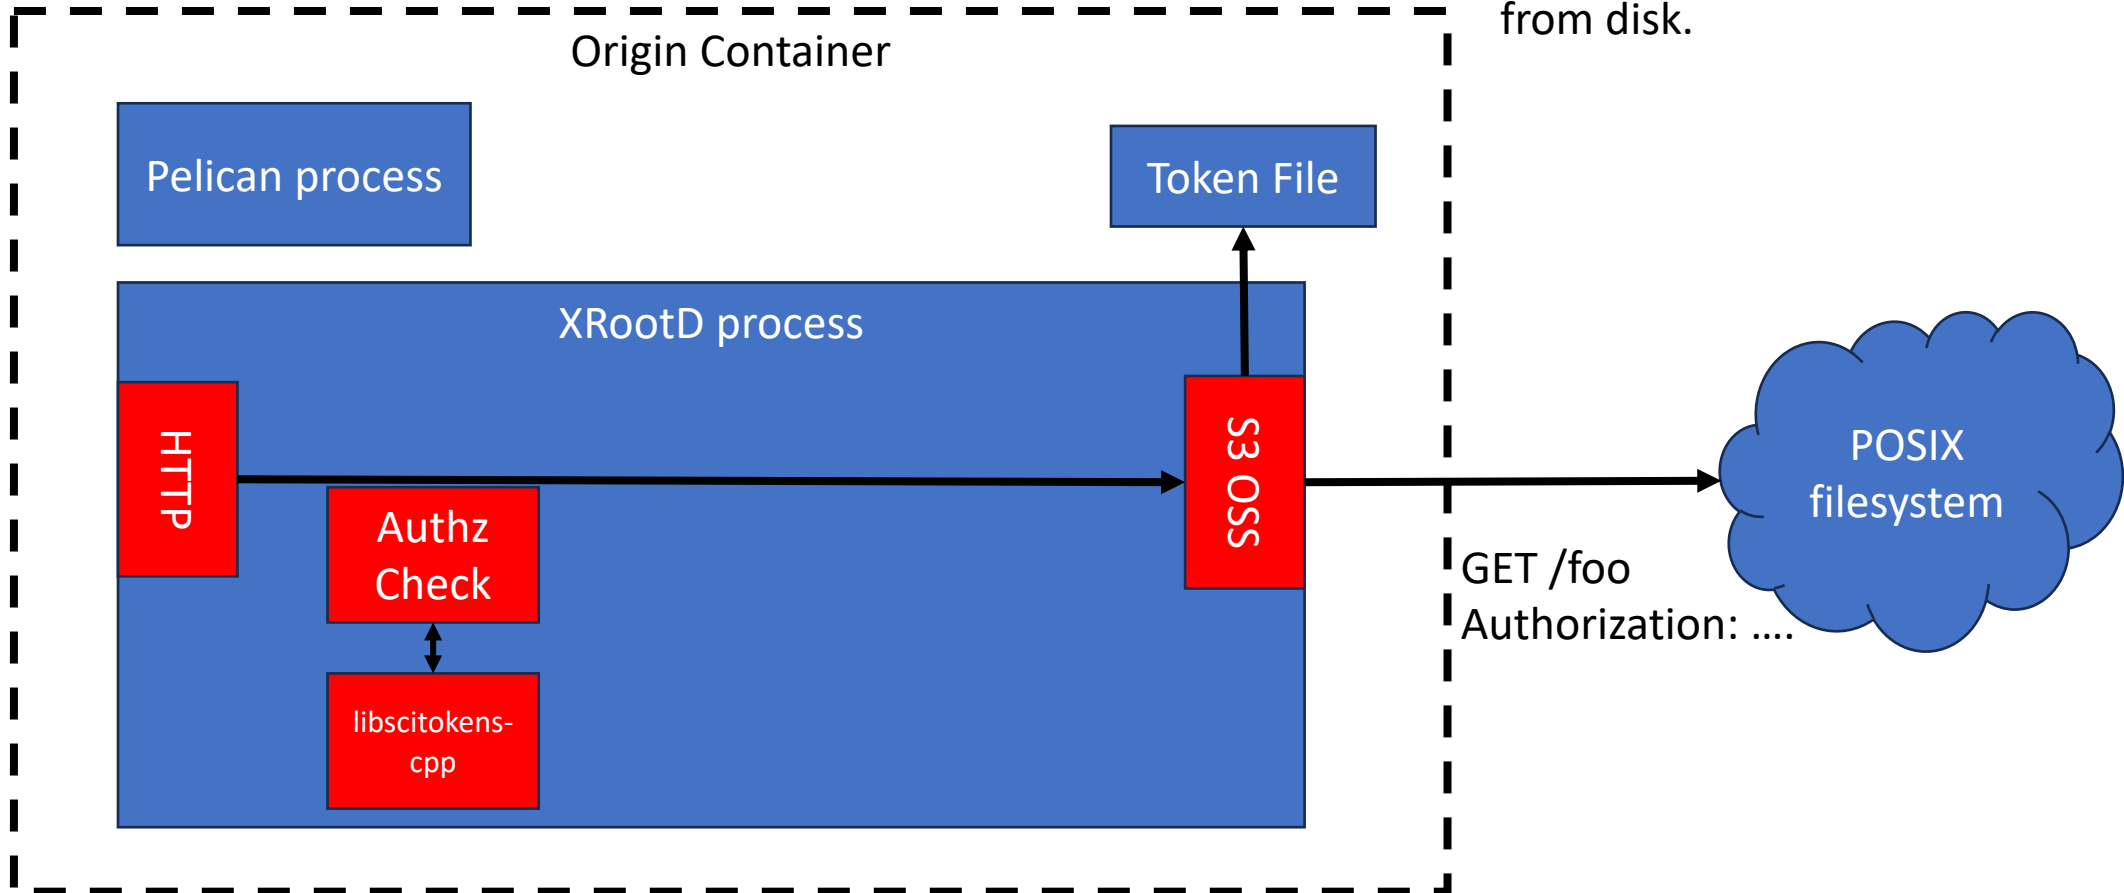 from disk.
Origin Container
Pelican process
Token File
XRootD process
HTTP
S3 OSS
Authz
Check
libscitokens-
cpp
POSIX
filesystem
GET /foo
Authorization: ....